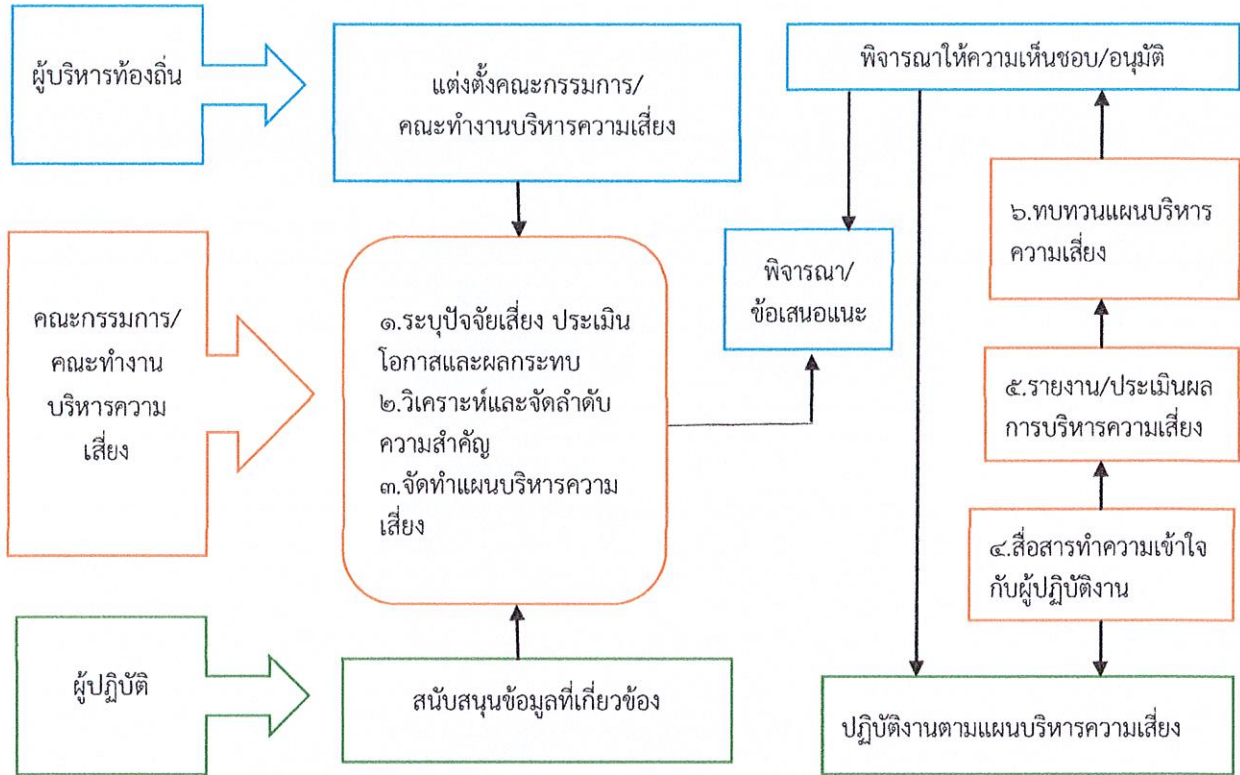 ผู้บริหารท้องถิ่น
แต่งตั้งคณะกรรมการ/
คณะทำงานบริหารความเสี่ยง
พิจารณาให้ความเห็นชอบ/อนุมัติ
คณะกรรมการ/
คณะทำงาน
บริหารความ
เสี่ยง
๑.ระบุปัจจัยเสี่ยง ประเมิน
โอกาสและผลกระทบ
๒.วิเคราะห์และจัดลำดับ
ความสำคัญ
๓.จัดทำแผนบริหารความ
เสี่ยง
พิจารณา/
ข้อเสนอแนะ
๖.ทบทวนแผนบริหาร
ความเสี่ยง
๕.รายงาน/ประเมินผล
การบริหารความเสี่ยง
๔.สื่อสารทำความเข้าใจ
กับผู้ปฏิบัติงาน
ผู้ปฏิบัติ
สนับสนุนข้อมูลที่เกี่ยวข้อง
ปฏิบัติงานตามแผนบริหารความเสี่ยง